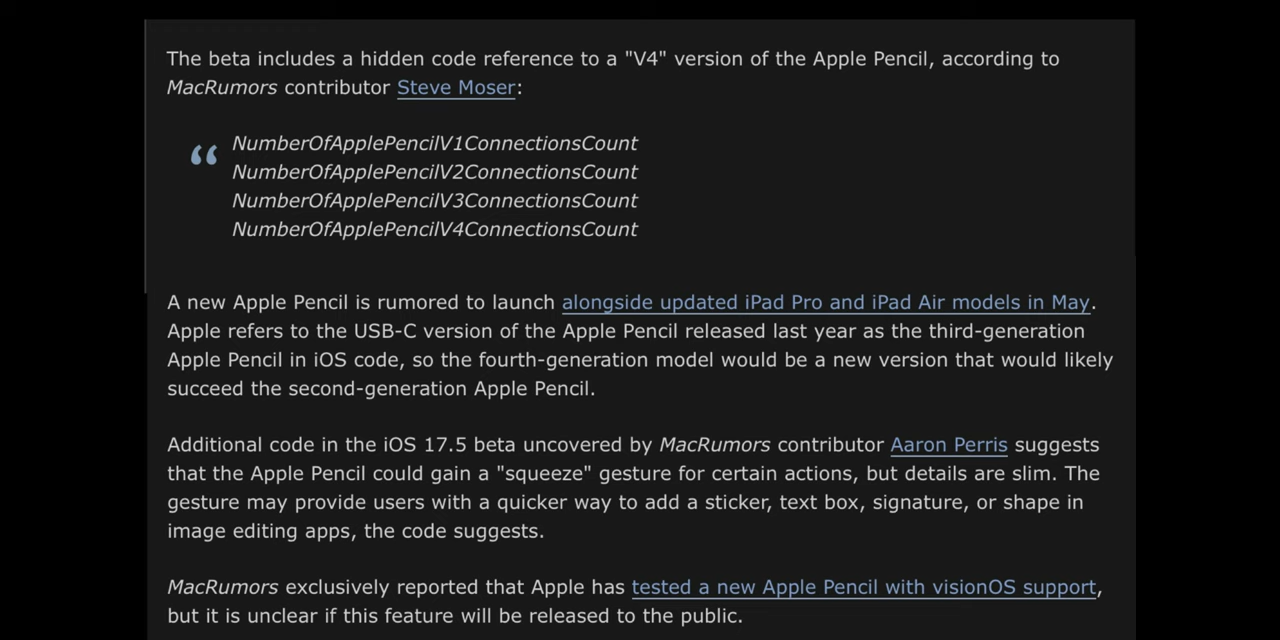 The beta includes a hidden code reference to a "V4" version of the Apple Pencil, according to
MacRumors contributor Steve Moser:
“ NumberOfApplePencilV1ConnectionsCount
NumberOfApplePencilV2ConnectionsCount
NumberOfApplePencilV3ConnectionsCount
NumberOfApplePencilV4ConnectionsCount
A new Apple Pencil is rumored to launch alongside updated iPad Pro and iPad Air models in May.
Apple refers to the USB-C version of the Apple Pencil released last year as the third-generation
Apple Pencil in iOS code, so the fourth-generation model would be a new version that would likely
succeed the second-generation Apple Pencil.
Additional code in the iOS 17.5 beta uncovered by MacRumors contributor Aaron Perris suggests
that the Apple Pencil could gain a "squeeze" gesture for certain actions, but details are slim. The
gesture may provide users with a quicker way to add a sticker, text box, signature, or shape in
image editing apps, the code suggests.
MacRumors exclusively reported that Apple has tested a new Apple Pencil with visionOS support,
but it is unclear if this feature will be released to the public.